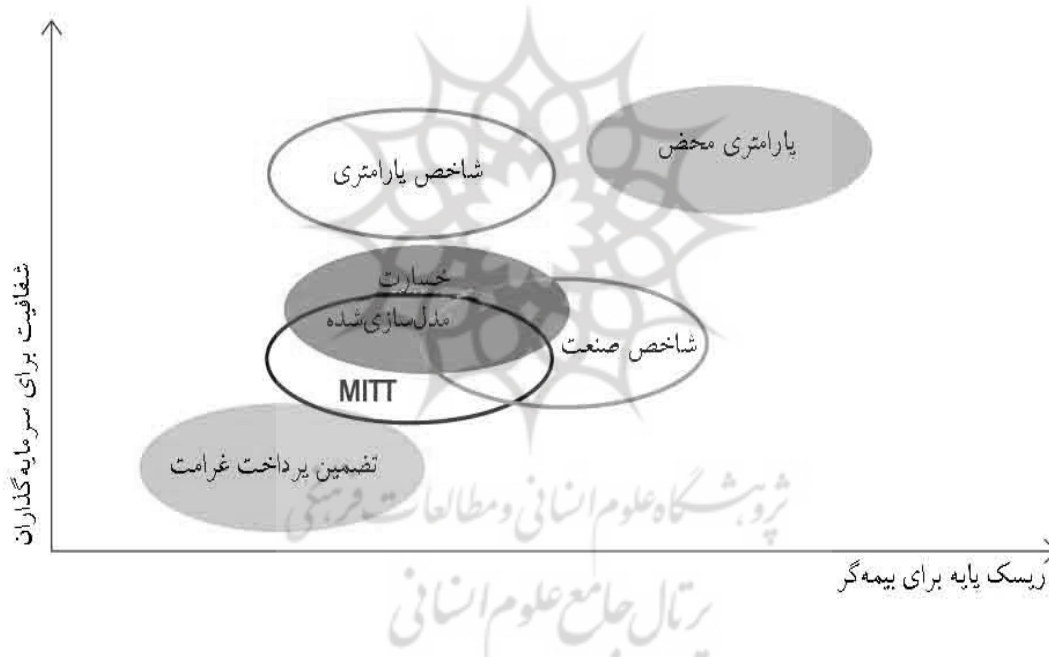 پارامتری محض
شاخص پارامتری
خسارت
مدل‌سازی‌شده
شاخص صنعت
MITT
تضمین پرداخت غرامت
شفافیت برای سرمایه‌گذاران
ریسک پایه برای بیمه‌گر
پژوهشگاه علوم انسانی و مطالعات فرهنگی
پرتال جامع علوم انسانی